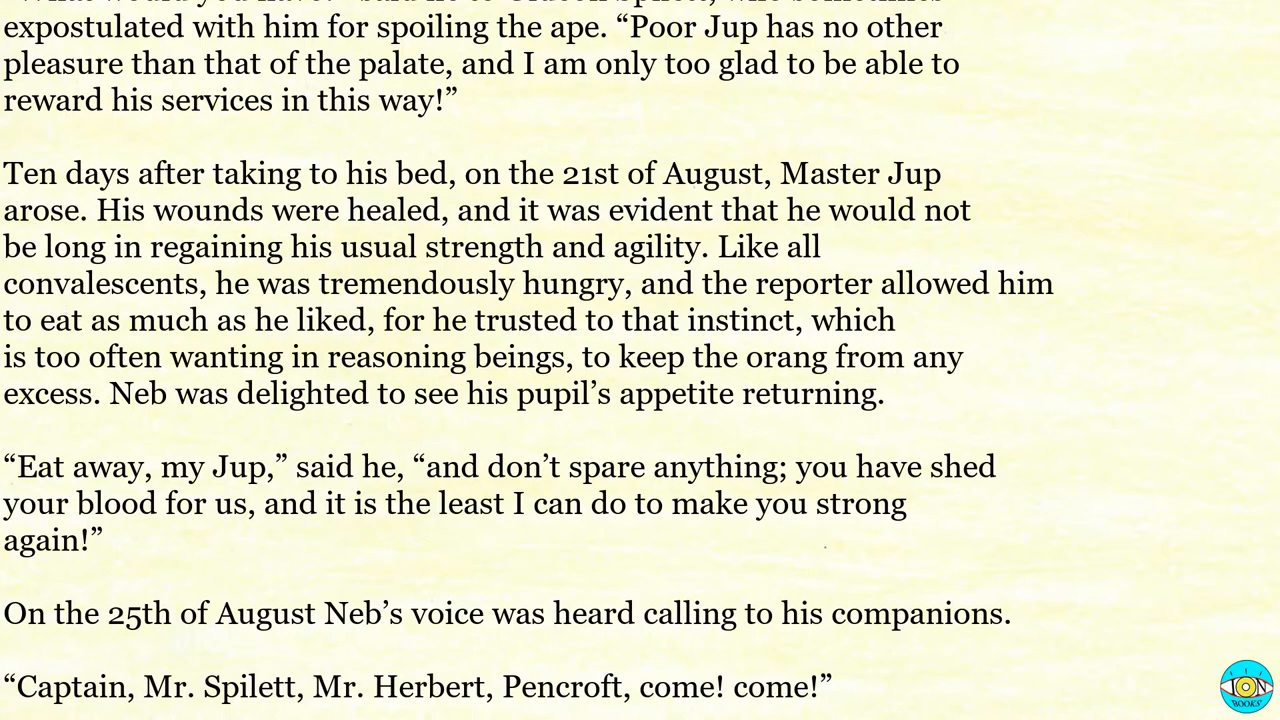 expostulated with him for spoiling the ape. “Poor Jup has no other
pleasure than that of the palate, and I am only too glad to be able to
reward his services in this way!”
Ten days after taking to his bed, on the 21st of August, Master Jup
arose. His wounds were healed, and it was evident that he would not
be long in regaining his usual strength and agility. Like all
convalescents, he was tremendously hungry, and the reporter allowed him
to eat as much as he liked, for he trusted to that instinct, which
is too often wanting in reasoning beings, to keep the orang from any
excess. Neb was delighted to see his pupil’s appetite returning.
“Eat away, my Jup,” said he, “and don’t spare anything; you have shed
your blood for us, and it is the least I can do to make you strong
again!”
On the 25th of August Neb’s voice was heard calling to his companions.
“Captain, Mr. Spilett, Mr. Herbert, Pencroft, come! come!”
ION
BOOKS